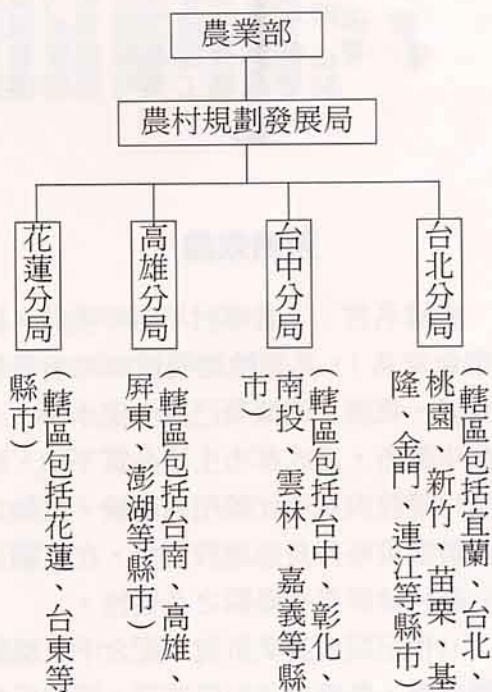 農業部
農村規劃發展局
台北分局
（轄區包括宜蘭、台北、
桃園、新竹、苗栗、基
隆、金門、連江等縣市）
台中分局
（轄區包括台中、彰化、
南投、雲林、嘉義等縣
市）
高雄分局
（轄區包括台南、高雄、
屏東、澎湖等縣市）
花蓮分局
（轄區包括花蓮、台東等
縣市）